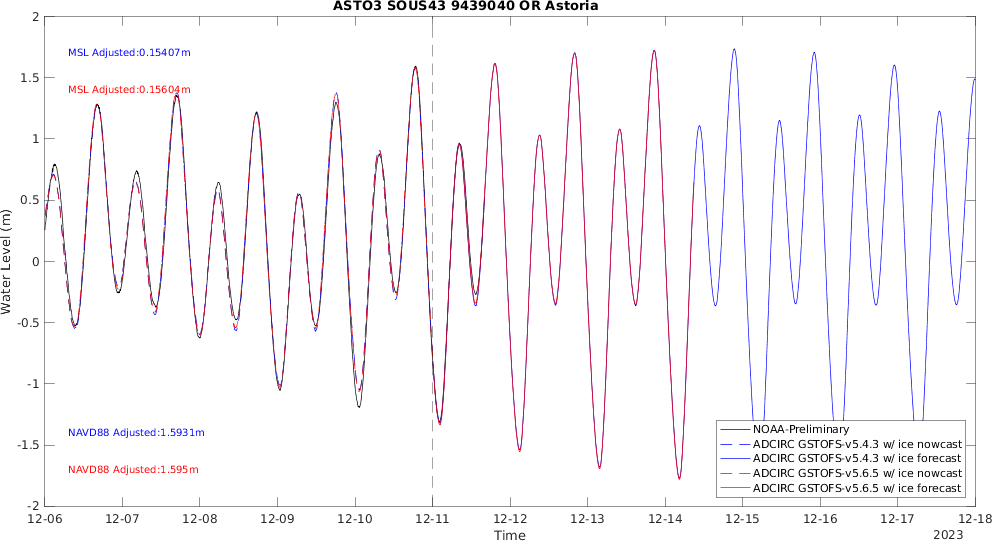 ASTO3 SOUS43 9439040 OR Astoria
MSL Adjusted:0.15407m
MSL Adjusted:0.15604m
NAVD88 Adjusted:1.5931m
NAVD88 Adjusted:1.595m
Water Level (m)
2
1.5
1
0.5
0
-0.5
-1
-1.5
-2
NOAA-Preliminary
ADCIRC GSTOFS-v5.4.3 w/ ice nowcast
ADCIRC GSTOFS-v5.4.3 w/ ice forecast
ADCIRC GSTOFS-v5.6.5 w/ ice nowcast
ADCIRC GSTOFS-v5.6.5 w/ ice forecast
12-06 12-07 12-08 12-09 12-10 12-11 12-12 12-13 12-14 12-15 12-16 12-17 12-18
Time
2023